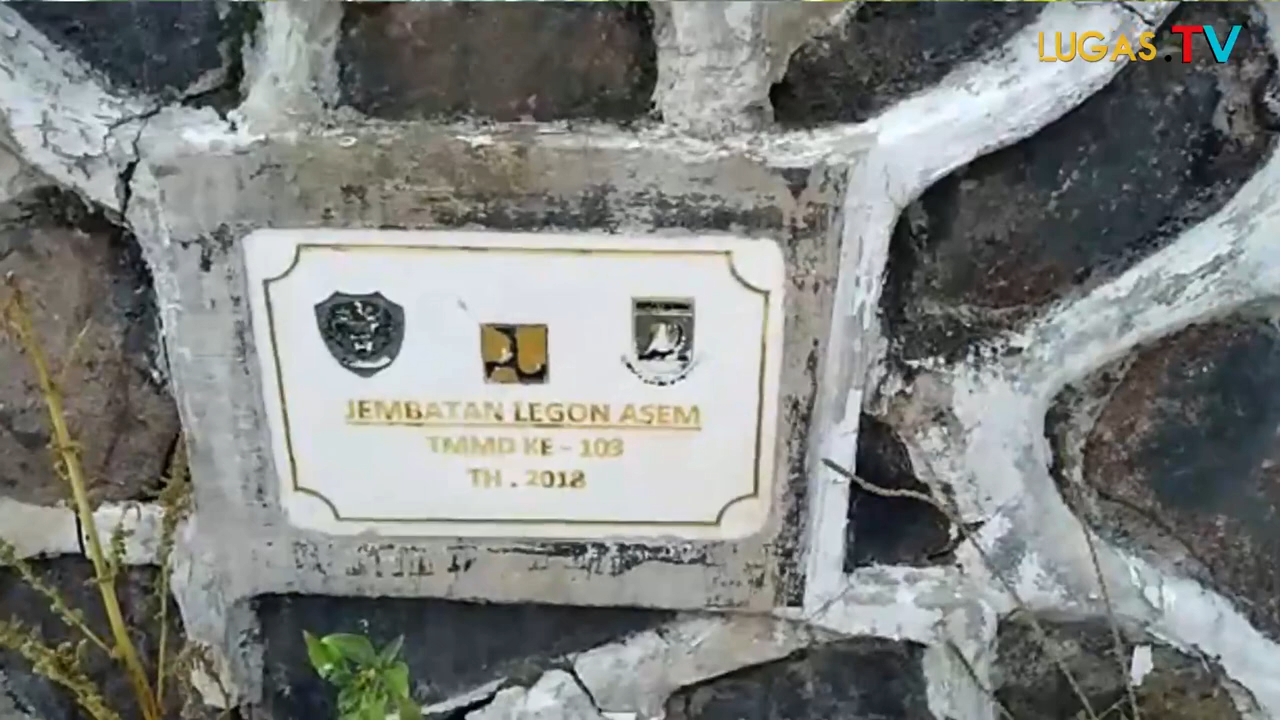 LUGAS.TV
JEMBATAN LEGON ASEM
TMMD KE - 103
TH . 2018